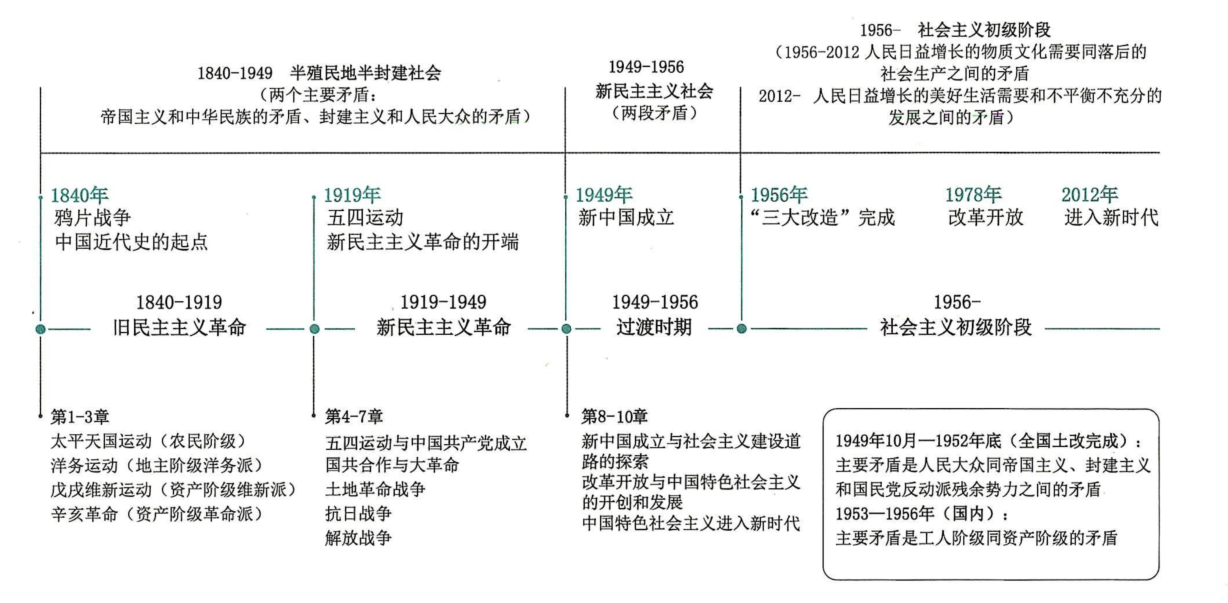 1840-1949 半殖民地半封建社会
（两个主要矛盾：
帝国主义和中华民族的矛盾、封建主义和人民大众的矛盾）
1949-1956
新民主主义社会
（两段矛盾）
1956- 社会主义初级阶段
（1956-2012 人民日益增长的物质文化需要同落后的
社会生产之间的矛盾
2012- 人民日益增长的美好生活需要和不平衡不充分的
发展之间的矛盾）
1840年
鸦片战争
中国近代史的起点
1919年
五四运动
新民主主义革命的开端
1949年
新中国成立
1956年
“三大改造”完成
1978年
改革开放
2012年
进入新时代
1840-1919
旧民主主义革命
1919-1949
新民主主义革命
1949-1956
过渡时期
1956-
社会主义初级阶段
第1-3章
太平天国运动（农民阶级）
洋务运动（地主阶级洋务派）
戊戌维新运动（资产阶级维新派）
辛亥革命（资产阶级革命派）
第4-7章
五四运动与中国共产党成立
国共合作与大革命
土地革命战争
抗日战争
解放战争
第8-10章
新中国成立与社会主义建设道
路的探索
改革开放与中国特色社会主义
的开创和发展
中国特色社会主义进入新时代
1949年10月—1952年底（全国土改完成）：
主要矛盾是人民大众同帝国主义、封建主义
和国民党反动派残余势力之间的矛盾
1953—1956年（国内）：
主要矛盾是工人阶级同资产阶级的矛盾